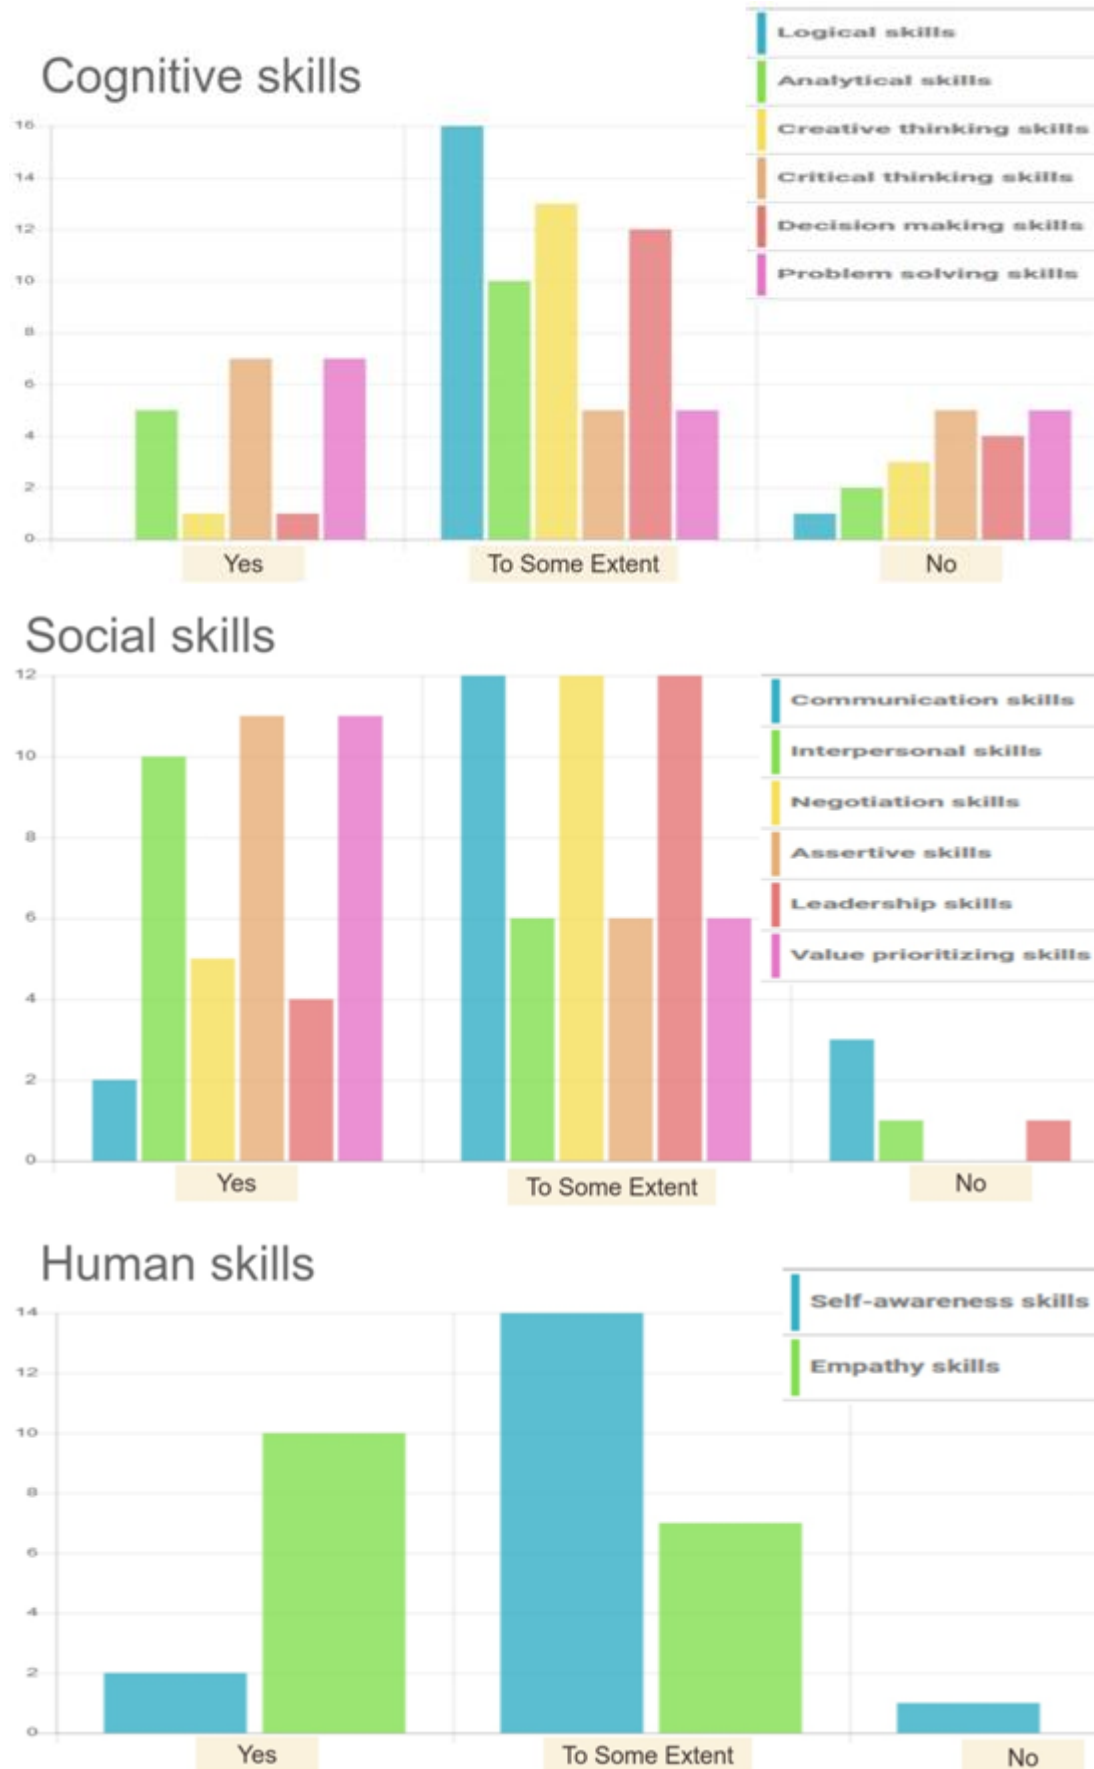 Cognitive skills
Logical skills
Analytical skills
Creative thinking skills
Critical thinking skills
Decision making skills
Problem solving skills
16
14
12
10
8
6
4
2
0
Yes
To Some Extent
No
Social skills
Communication skills
Interpersonal skills
Negotiation skills
Assertive skills
Leadership skills
Value prioritizing skills
12
10
8
6
4
2
0
Yes
To Some Extent
No
Human skills
Self-awareness skills
Empathy skills
14
12
10
8
6
4
2
0
Yes
To Some Extent
No